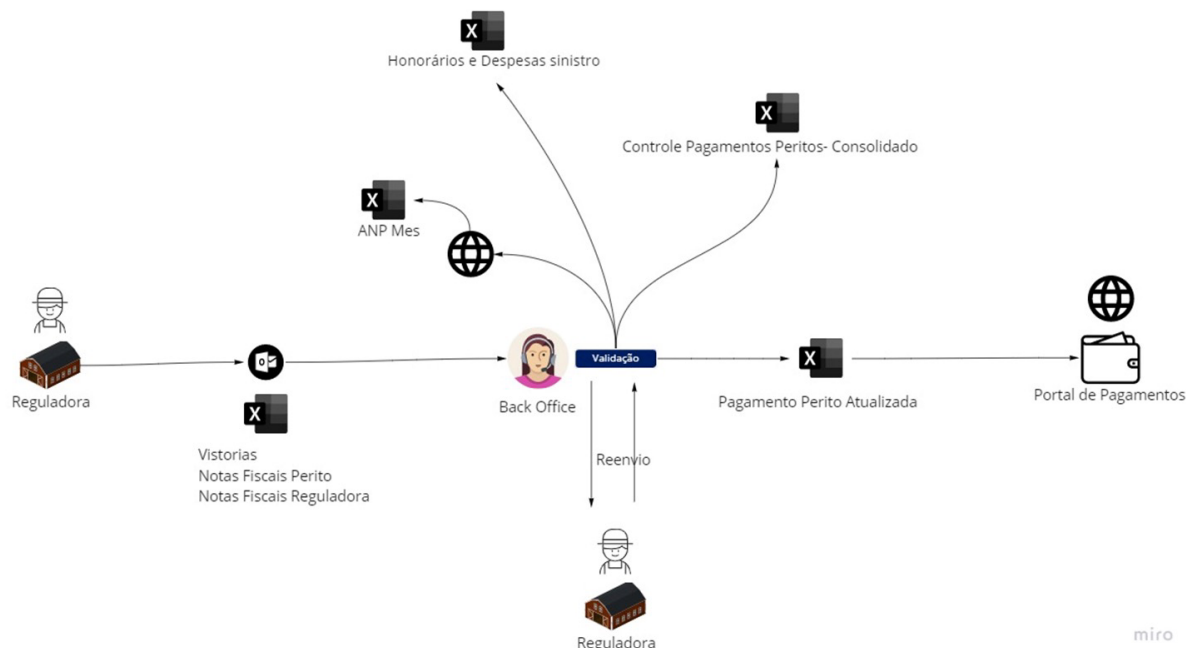 Honorários e Despesas sinistro
Controle Pagamentos Peritos- Consolidado
ANP Mes
Reguladora
Vistorias
Notas Fiscais Perito
Notas Fiscais Reguladora
Back Office
Validação
Pagamento Perito Atualizada
Portal de Pagamentos
Reenvio
Reguladora
miro